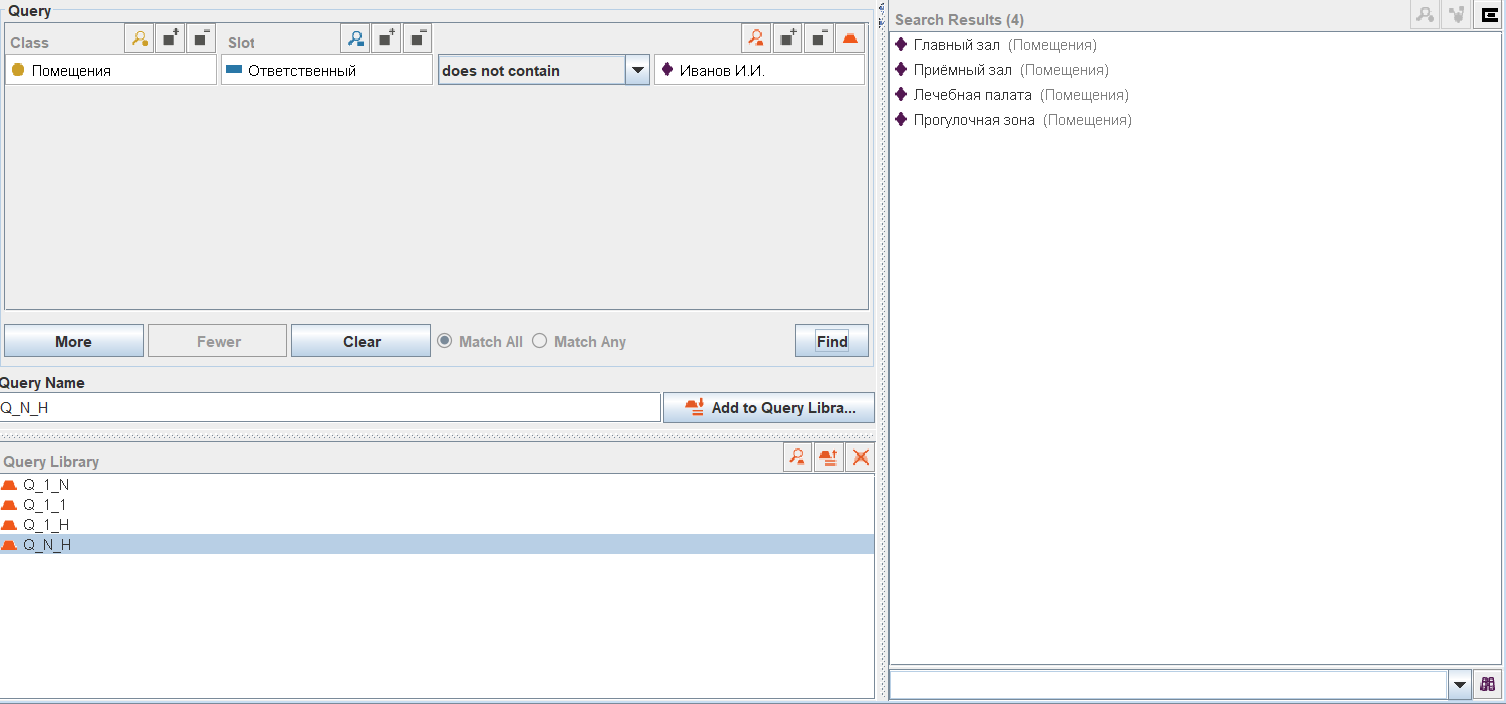 Query
Class
Slot
Помещения
Ответственный
does not contain
Иванов И.И.
More
Fewer
Clear
Match All
Match Any
Find
Query Name
Q_N_H
Add to Query Libra...
Query Library
Q_1_N
Q_1_1
Q_1_H
Q_N_H
Search Results (4)
Главный зал (Помещения)
Приёмный зал (Помещения)
Лечебная палата (Помещения)
Прогулочная зона (Помещения)